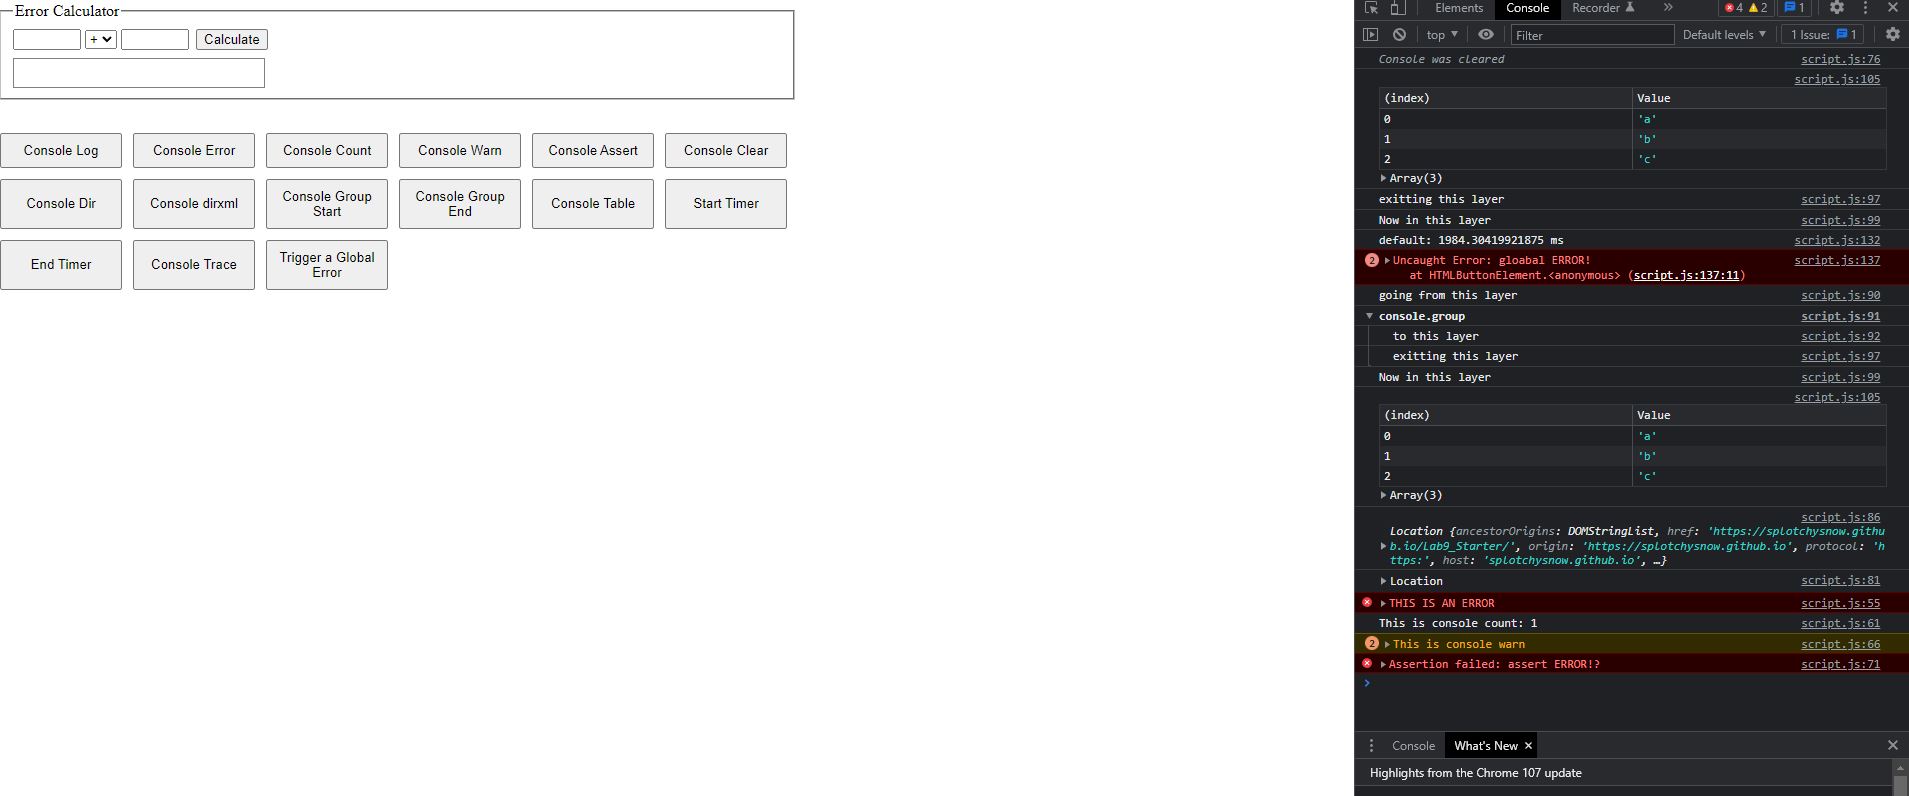 Error Calculator
+
Calculate
Console Log
Console Error
Console Count
Console Warn
Console Assert
Console Clear
Console Dir
Console dirxml
Console Group
Start
Console Group
End
Console Table
Start Timer
End Timer
Console Trace
Trigger a Global
Error
Elements Console Recorder 4 2 1
top Filter Default levels 1 Issue: 1
Console was cleared script.js:76
script.js:105
(index) Value
0 'a'
1 'b'
2 'c'
Array(3)
exitting this layer script.js:97
Now in this layer script.js:99
default: 1984.30419921875 ms script.js:132
2 Uncaught Error: gloabal ERROR! script.js:137
at HTMLButtonElement.<anonymous> (script.js:137:11)
going from this layer script.js:90
console.group script.js:91
to this layer script.js:92
exitting this layer script.js:97
Now in this layer script.js:99
script.js:105
(index) Value
0 'a'
1 'b'
2 'c'
Array(3)
script.js:86
Location {ancestorOrigins: DOMStringList, href: 'https://splotchysnow.githu
b.io/Lab9_Starter/', origin: 'https://splotchysnow.github.io', protocol: 'h
ttps:', host: 'splotchysnow.github.io', …}
Location script.js:81
THIS IS AN ERROR script.js:55
This is console count: 1 script.js:61
2 This is console warn script.js:66
Assertion failed: assert ERROR!? script.js:71
Console What's New
Highlights from the Chrome 107 update